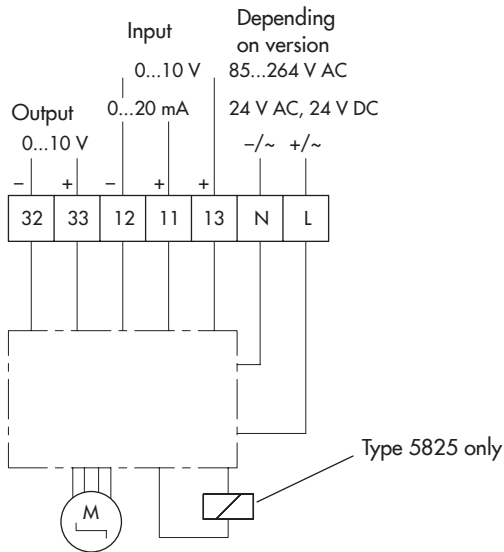 Input
Depending
on version
0...10 V
85...264 V AC
0...20 mA
24 V AC, 24 V DC
Output
0...10 V
–/~ +/~
– + – + +
32 33 12 11 13 N L
Type 5825 only
M